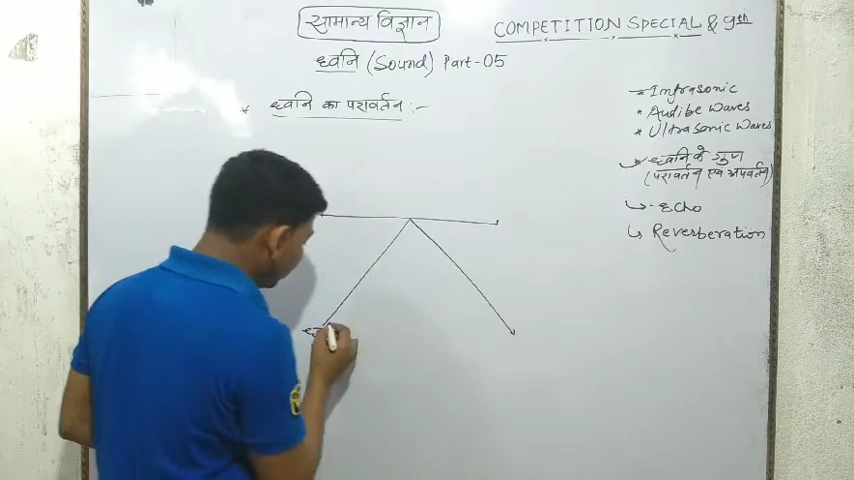 सामान्य विज्ञान
COMPETITION SPECIAL & 9th
ध्वनि (Sound) Part-05
* ध्वनि का परावर्तन :-
* Infrasonic
* Audibe Waves
* Ultrasonic Waves
* ध्वनि के गुण
(परावर्तन एवं अपवर्तन)
↳ Echo
↳ Reverberation